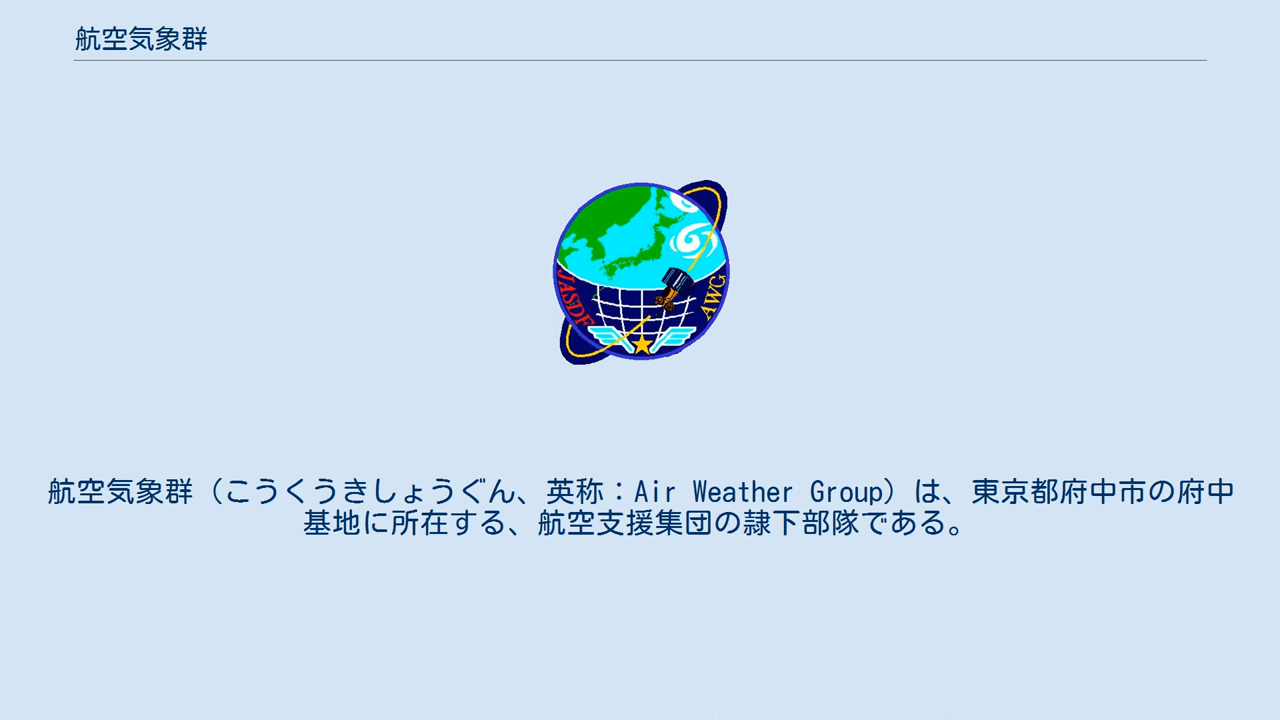 航空気象群
JASDF
AWG
航空気象群（こうくうきしょうぐん、英称：Air Weather Group）は、東京都府中市の府中
基地に所在する、航空支援集団の隷下部隊である。